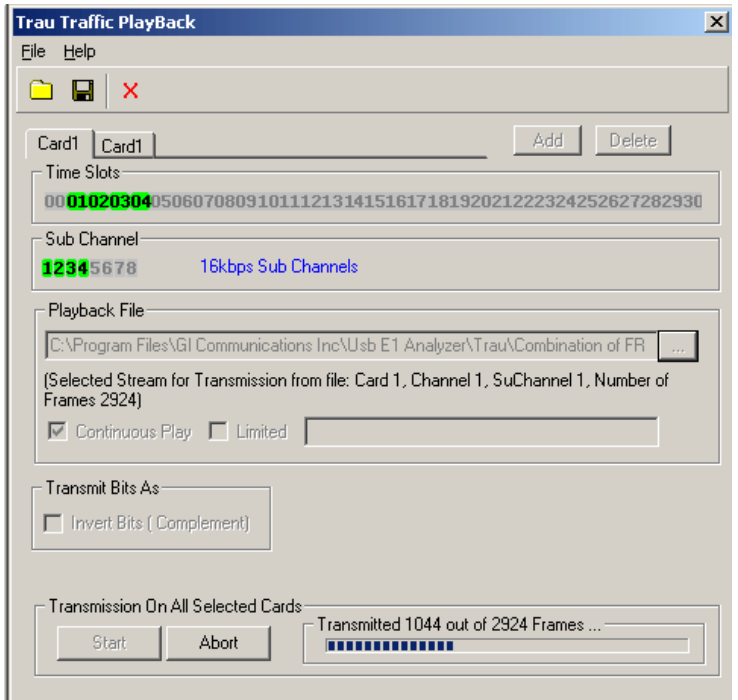 Trau Traffic PlayBack
File Help
Card1 Card1 Add Delete
Time Slots
00010203040506070809101112131415161718192021222324252627282930
Sub Channel
12345678 16kbps Sub Channels
Playback File
C:\Program Files\Gl Communications Inc\Usb E1 Analyzer\Trau\Combination of FR ...
(Selected Stream for Transmission from file: Card 1, Channel 1, SuChannel 1, Number of
Frames 2924)
Continuous Play Limited
Transmit Bits As
Invert Bits ( Complement)
Transmission On All Selected Cards
Transmitted 1044 out of 2924 Frames ...
Start Abort